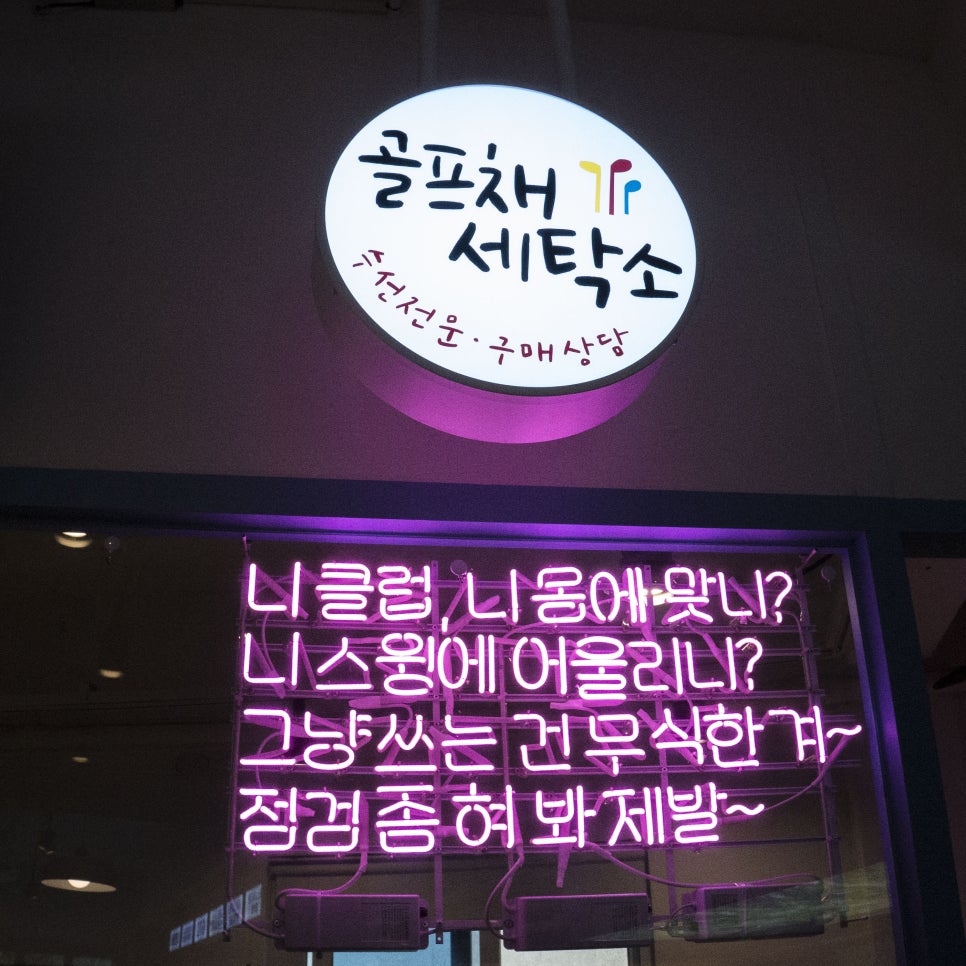 골프채
세탁소
수선전문·구매상담
니 클럽, 니 몸에 맞니?
니 스윙에 어울리니?
그냥 쓰는 건 무식한 겨~
점검 좀 혀 봐 제발~